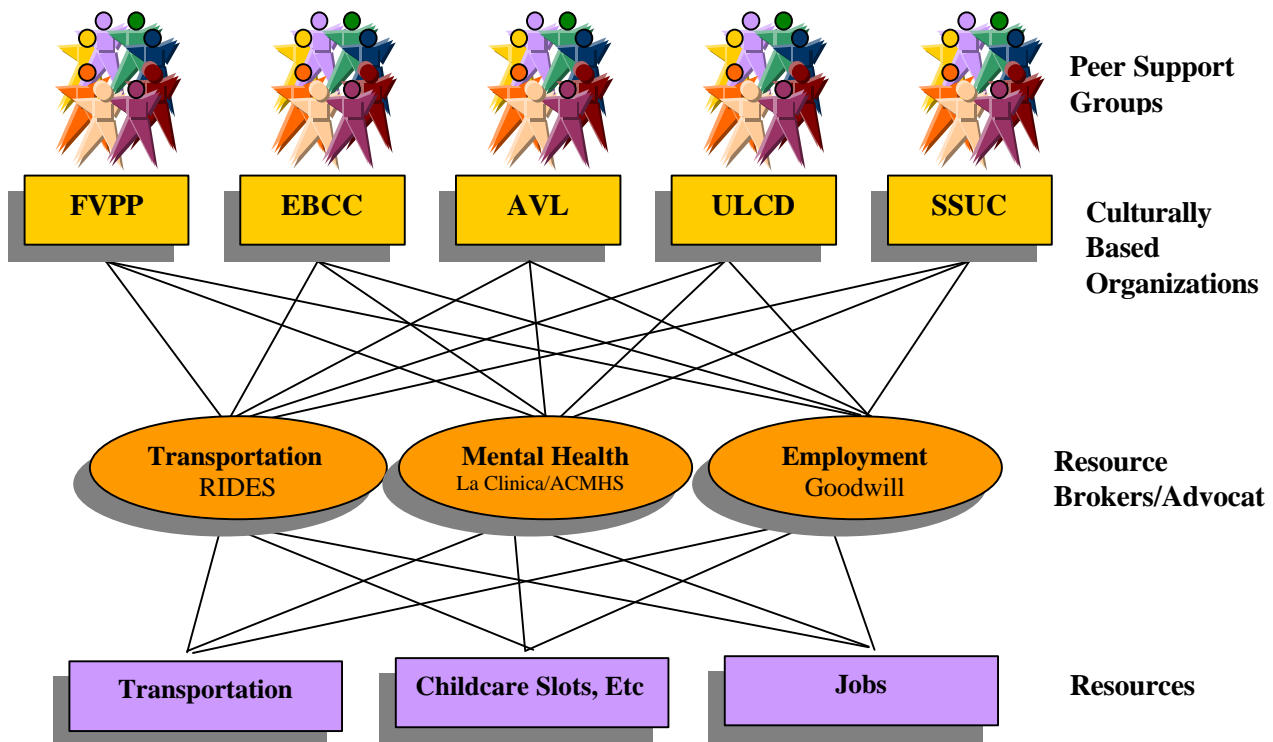 Peer Support
Groups
FVPP
EBCC
AVL
ULCD
SSUC
Culturally
Based
Organizations
Transportation
RIDES
Mental Health
La Clinica/ACMHS
Employment
Goodwill
Resource
Brokers/Advocat
Transportation
Childcare Slots, Etc
Jobs
Resources